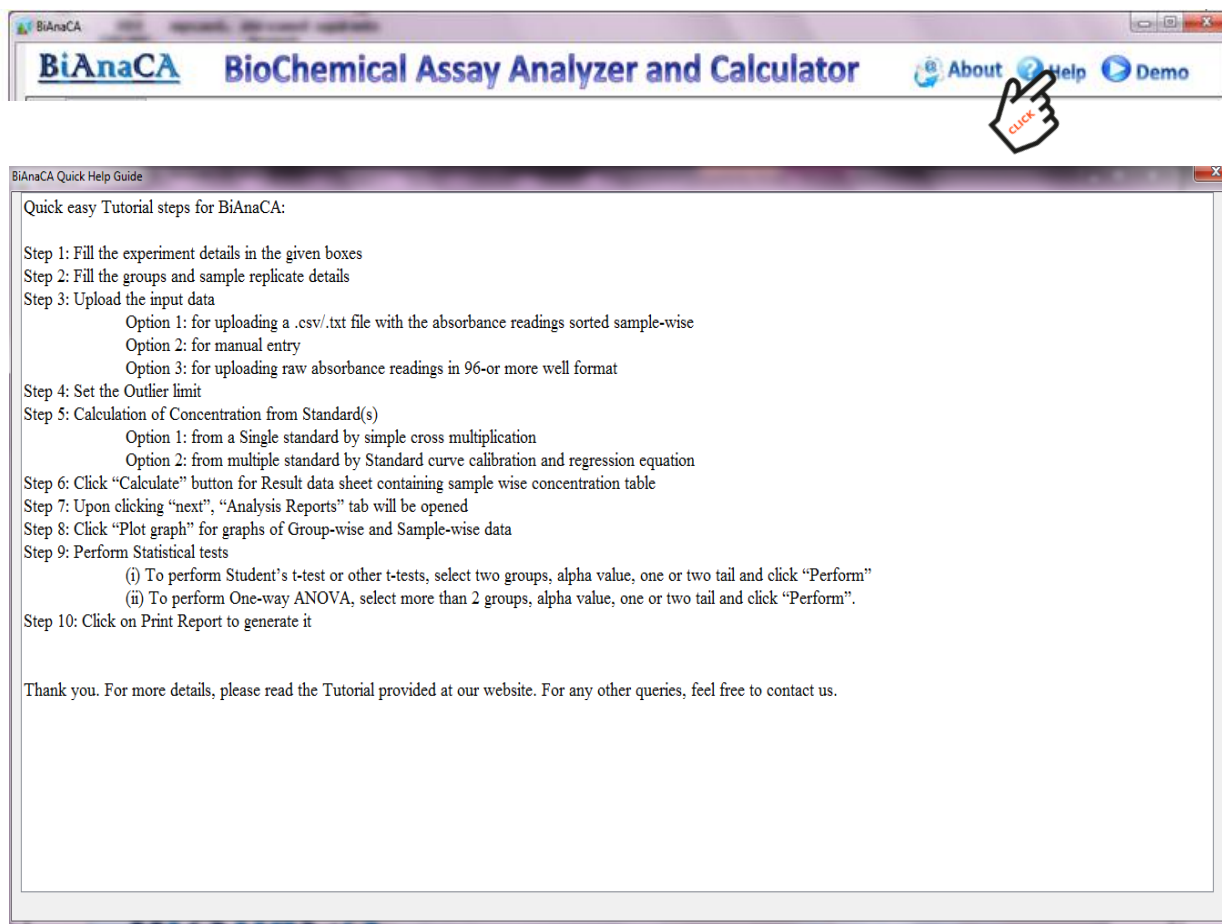 BiAnaCA
BiAnaCA BioChemical Assay Analyzer and Calculator About Help Demo
CLICK
BiAnaCA Quick Help Guide
Quick easy Tutorial steps for BiAnaCA:
Step 1: Fill the experiment details in the given boxes
Step 2: Fill the groups and sample replicate details
Step 3: Upload the input data
Option 1: for uploading a .csv/.txt file with the absorbance readings sorted sample-wise
Option 2: for manual entry
Option 3: for uploading raw absorbance readings in 96-or more well format
Step 4: Set the Outlier limit
Step 5: Calculation of Concentration from Standard(s)
Option 1: from a Single standard by simple cross multiplication
Option 2: from multiple standard by Standard curve calibration and regression equation
Step 6: Click “Calculate” button for Result data sheet containing sample wise concentration table
Step 7: Upon clicking “next”, “Analysis Reports” tab will be opened
Step 8: Click “Plot graph” for graphs of Group-wise and Sample-wise data
Step 9: Perform Statistical tests
(i) To perform Student’s t-test or other t-tests, select two groups, alpha value, one or two tail and click “Perform”
(ii) To perform One-way ANOVA, select more than 2 groups, alpha value, one or two tail and click “Perform”.
Step 10: Click on Print Report to generate it
Thank you. For more details, please read the Tutorial provided at our website. For any other queries, feel free to contact us.